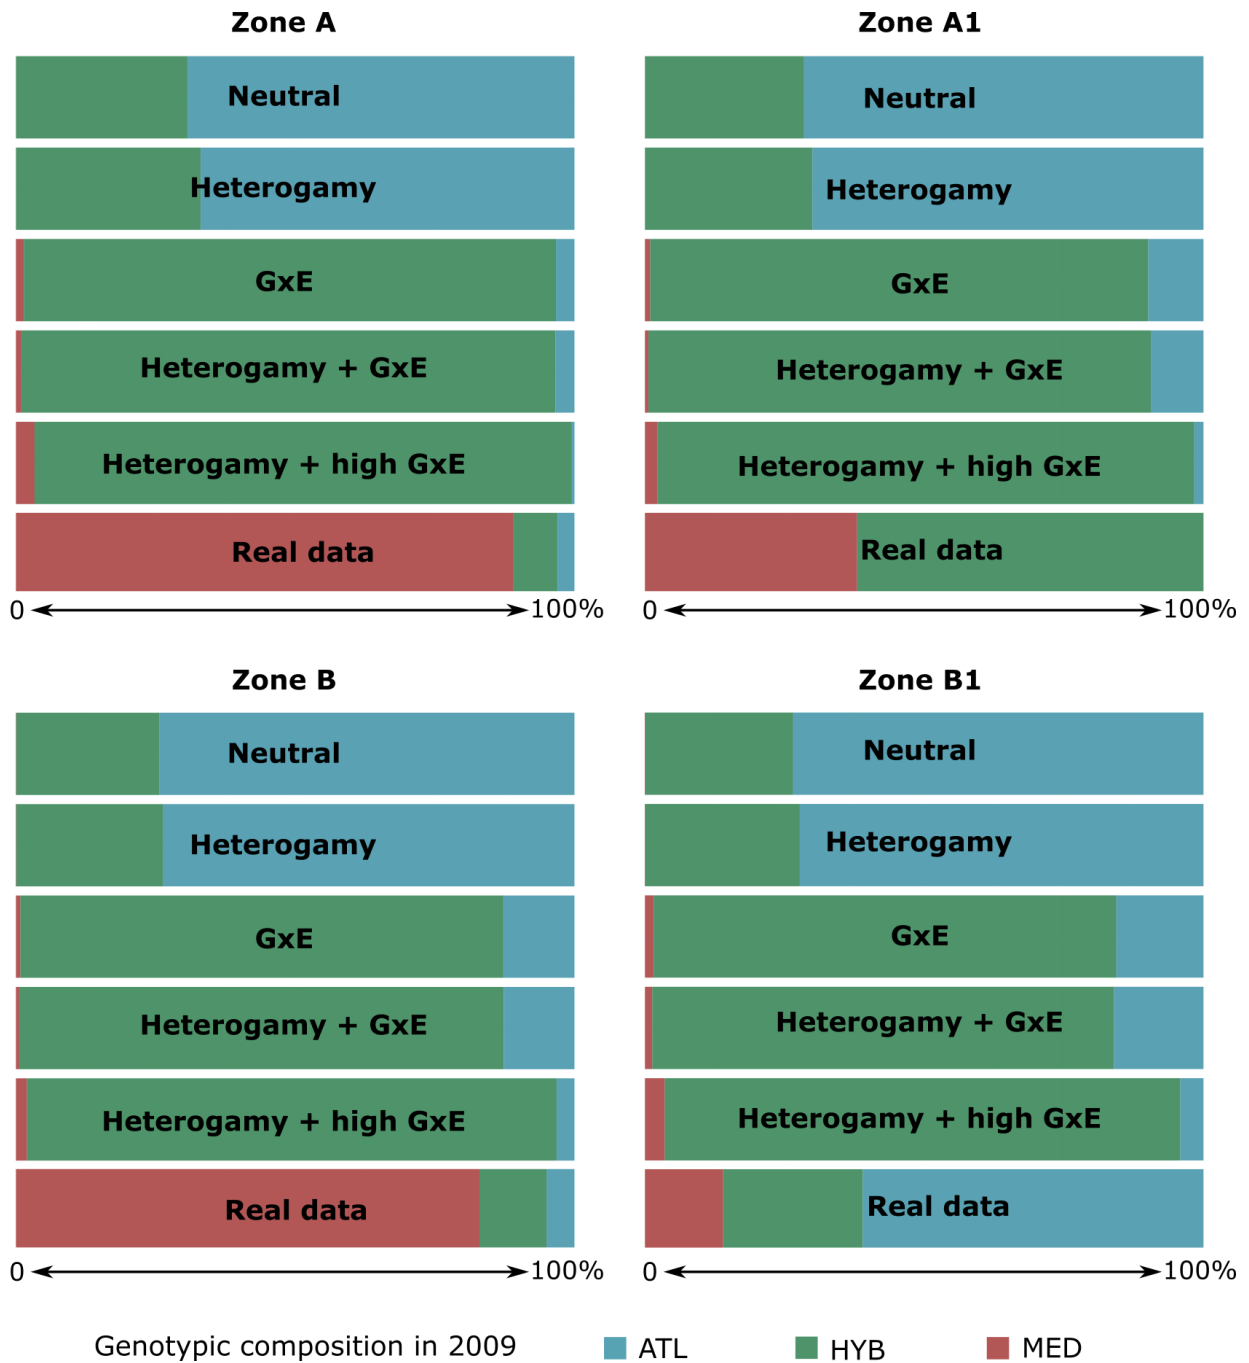 Zone A
Neutral
Heterogamy
GxE
Heterogamy + GxE
Heterogamy + high GxE
Real data
0 100%
Zone A1
Neutral
Heterogamy
GxE
Heterogamy + GxE
Heterogamy + high GxE
Real data
0 100%
Zone B
Neutral
Heterogamy
GxE
Heterogamy + GxE
Heterogamy + high GxE
Real data
0 100%
Zone B1
Neutral
Heterogamy
GxE
Heterogamy + GxE
Heterogamy + high GxE
Real data
0 100%
Genotypic composition in 2009 ATL HYB MED